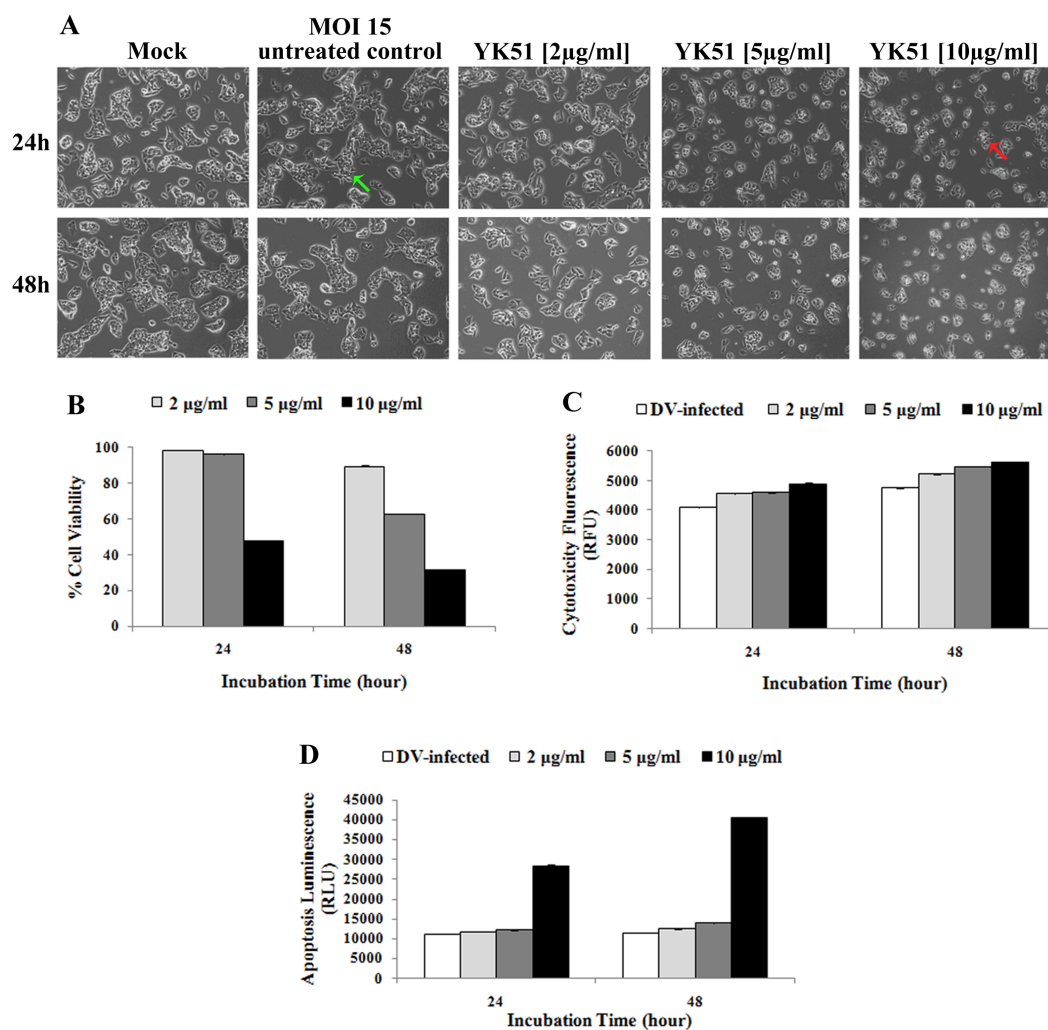 A
Mock
MOI 15
untreated control
YK51 [2µg/ml]
YK51 [5µg/ml]
YK51 [10µg/ml]
24h
48h
B
2 µg/ml
5 µg/ml
10 µg/ml
% Cell Viability
100
80
60
40
20
0
24
48
Incubation Time (hour)
C
DV-infected
2 µg/ml
5 µg/ml
10 µg/ml
Cytotoxicity Fluorescence
(RFU)
6000
5000
4000
3000
2000
1000
0
24
48
Incubation Time (hour)
D
DV-infected
2 µg/ml
5 µg/ml
10 µg/ml
Apoptosis Luminescence
(RLU)
45000
40000
35000
30000
25000
20000
15000
10000
5000
0
24
48
Incubation Time (hour)